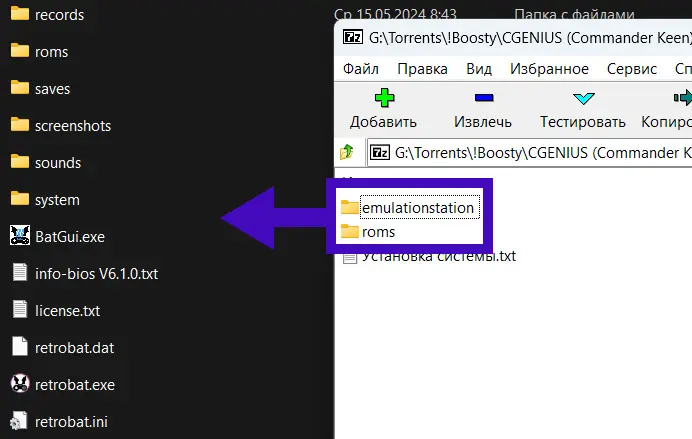 records
roms
saves
screenshots
sounds
system
BatGui.exe
info-bios V6.1.0.txt
license.txt
retrobat.dat
retrobat.exe
retrobat.ini
Ср 15.05.2024 8:43 Папка с файлами
G:\Torrents\!Boosty\CGENIUS (Commander Keen)
Файл Правка Вид Избранное Сервис Сп
Добавить Извлечь Тестировать Копиро
G:\Torrents\!Boosty\CGENIUS (Commander K
emulationstation
roms
Установка системы.txt